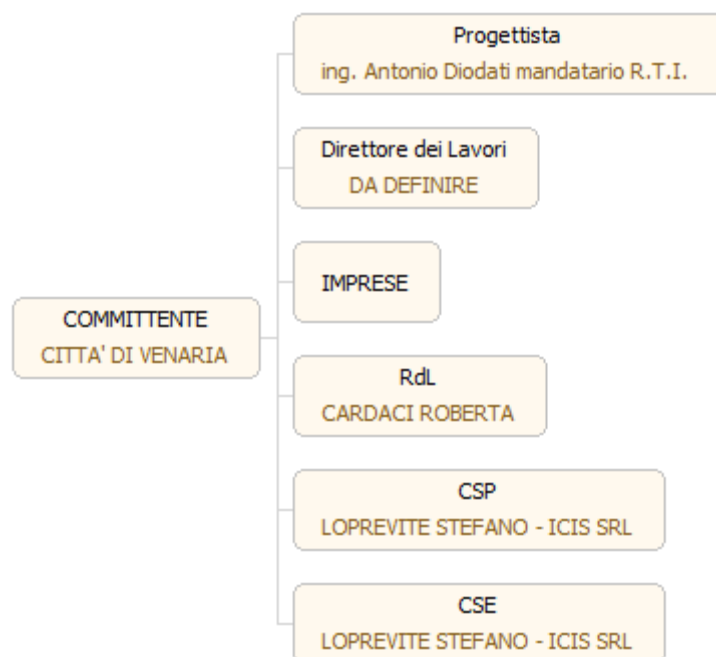 Progettista
ing. Antonio Diodati mandatario R.T.I.
Direttore dei Lavori
DA DEFINIRE
IMPRESE
COMMITTENTE
CITTA' DI VENARIA
RdL
CARDACI ROBERTA
CSP
LOPREVITE STEFANO - ICIS SRL
CSE
LOPREVITE STEFANO - ICIS SRL